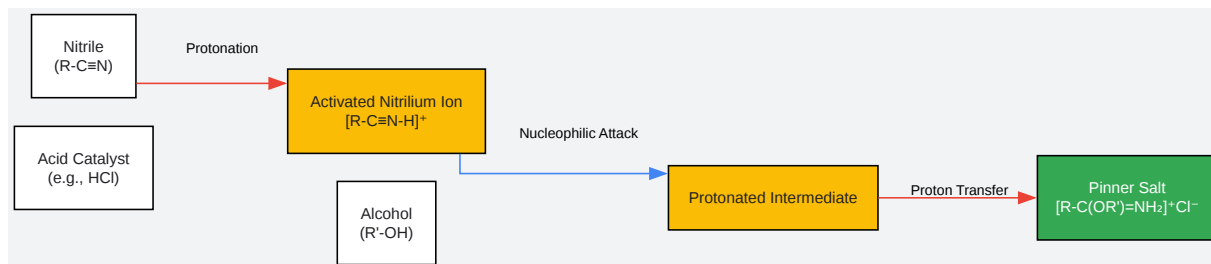 Nitrile
(R-C≡N)
Protonation
Acid Catalyst
(e.g., HCl)
Activated Nitrilium Ion
[R-C≡N-H]⁺
Nucleophilic Attack
Alcohol
(R'-OH)
Protonated Intermediate
Proton Transfer
Pinner Salt
[R-C(OR')=NH₂]⁺Cl⁻